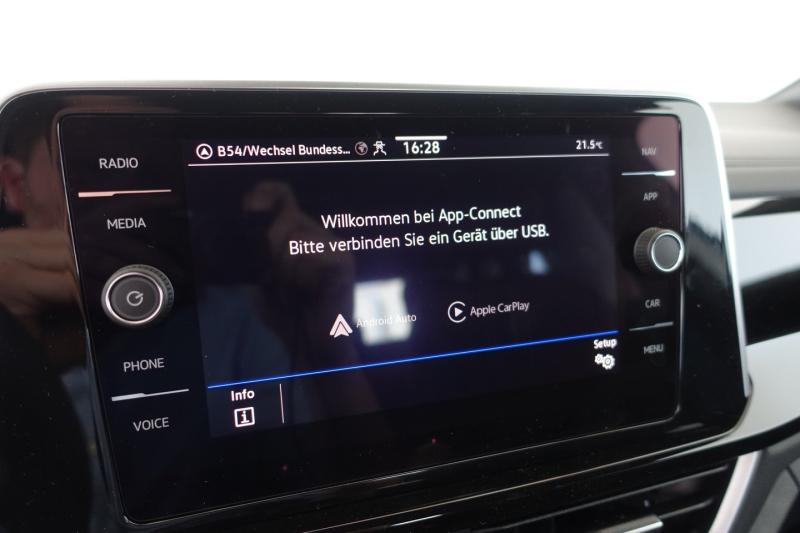 RADIO
MEDIA
PHONE
VOICE
B54/Wechsel Bundess...
16:28
21.5°C
Willkommen bei App-Connect
Bitte verbinden Sie ein Gerät über USB.
Android Auto
Apple CarPlay
Info
Setup
NAV
APP
CAR
MENU